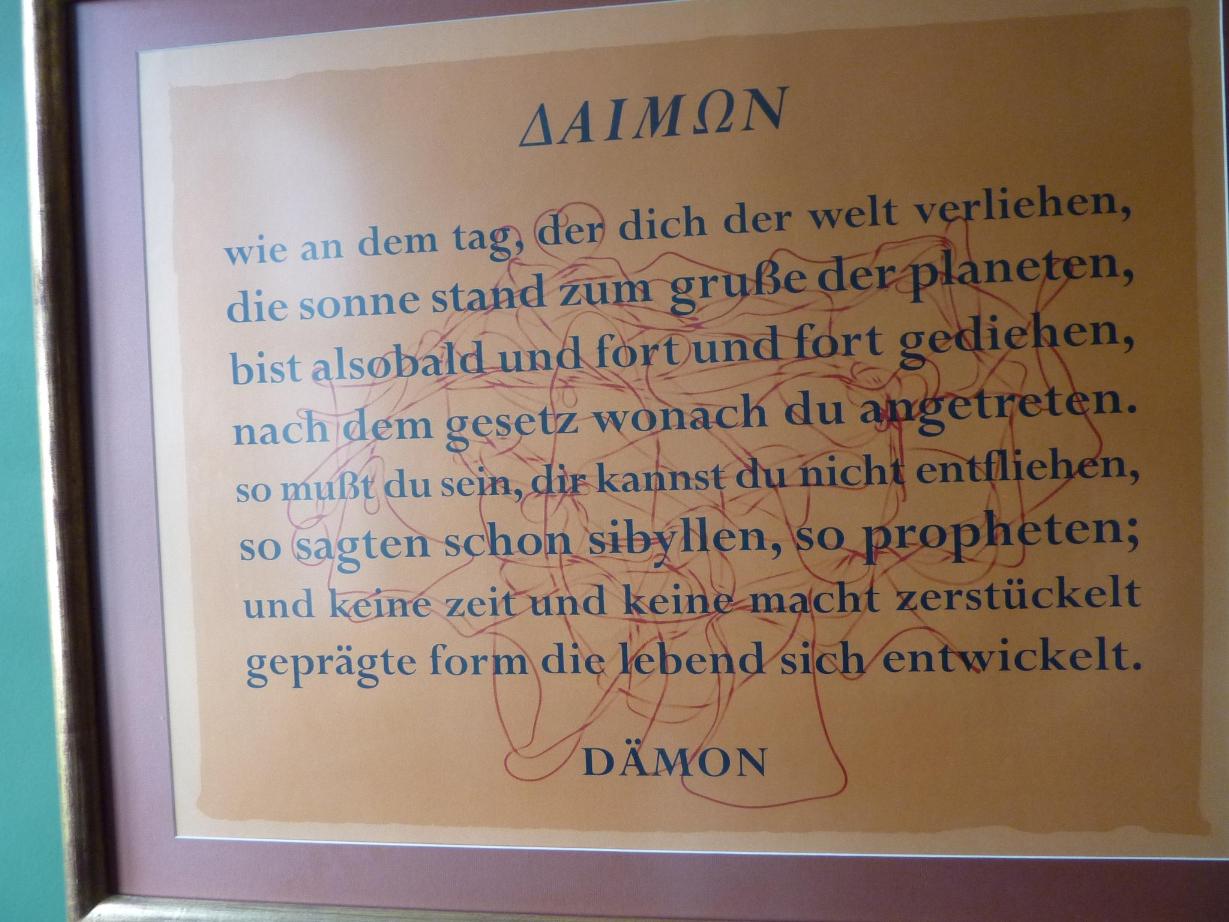 ΔΑΙΜΩΝ
wie an dem tag, der dich der welt verliehen,
die sonne stand zum gruße der planeten,
bist alsobald und fort und fort gediehen,
nach dem gesetz wonach du angetreten.
so mußt du sein, dir kannst du nicht entfliehen,
so sagten schon sibyllen, so propheten;
und keine zeit und keine macht zerstückelt
geprägte form die lebend sich entwickelt.
DÄMON